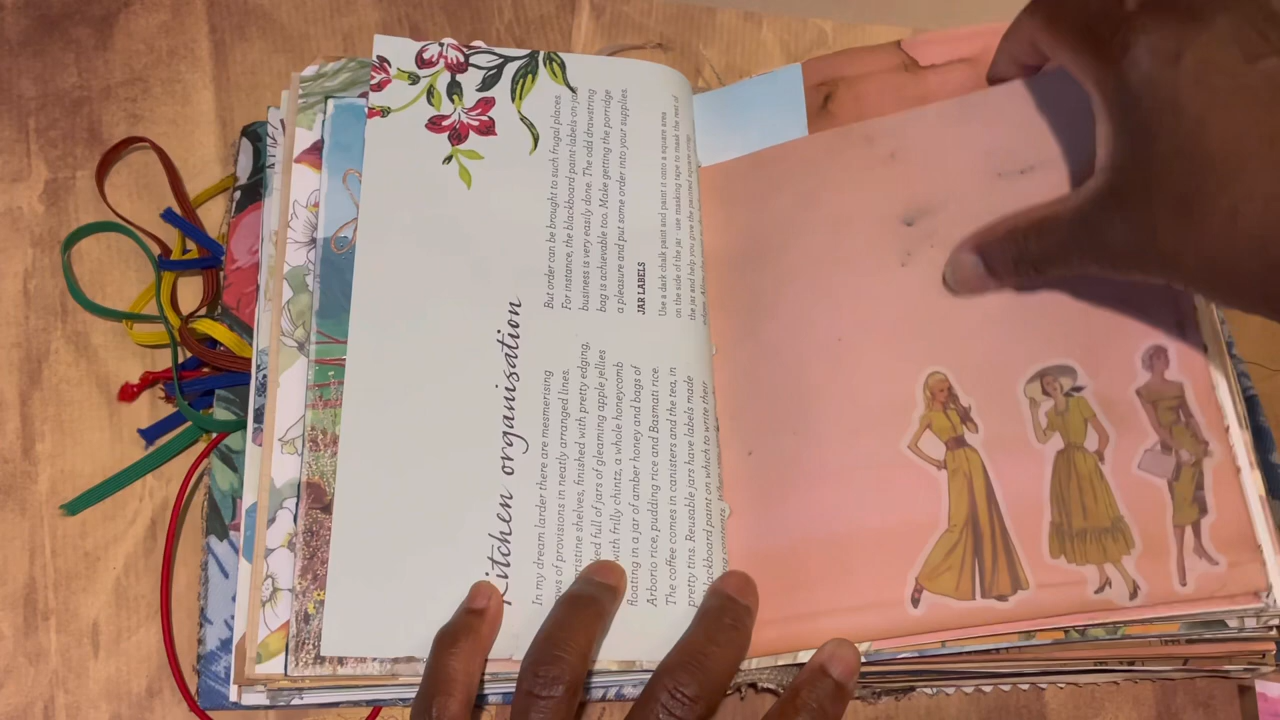 Kitchen organisation
In my dream larder there are mesmerising
ws of provisions in neatly arranged lines.
pristine shelves, finished with pretty edging,
ked full of jars of gleaming apple jellies
with frilly chintz, a whole honeycomb
floating in a jar of amber honey and bags of
Arborio rice, pudding rice and Basmati rice.
The coffee comes in canisters and the tea, in
pretty tins. Reusable jars have labels made
lackboard paint on which to write their
But order can be brought to such frugal places.
For instance, the blackboard paint-labels-on-jars
business is very easily done. The odd drawstring
bag is achievable too. Make getting the porridge
a pleasure and put some order into your supplies.
JAR LABELS
Use a dark chalk paint and paint it onto a square area
on the side of the jar - use masking tape to mask the rest of
the jar and help you give the painted square crisp